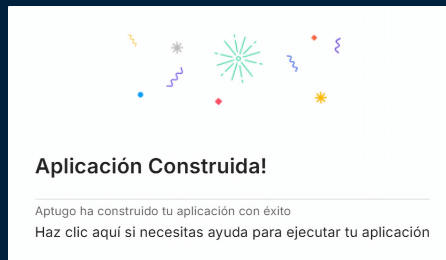 Aplicación Construida!
Aptugo ha construido tu aplicación con éxito
Haz clic aquí si necesitas ayuda para ejecutar tu aplicación